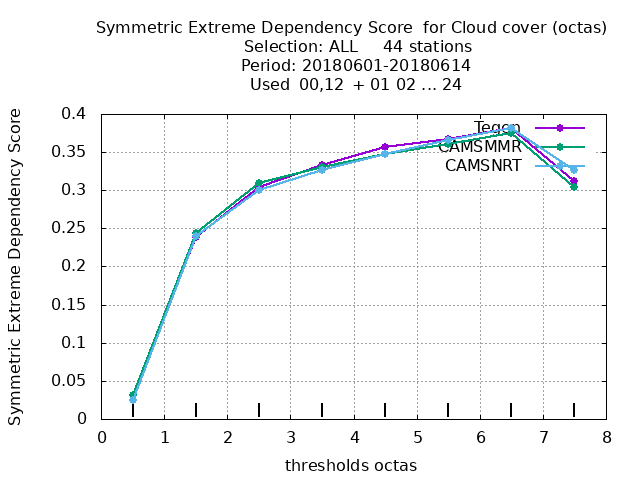 Symmetric Extreme Dependency Score  for Cloud cover (octas)
Selection: ALL     44 stations
Period: 20180601-20180614
Used  00,12  + 01 02 ... 24
Symmetric Extreme Dependency Score
0.4
0.35
0.3
0.25
0.2
0.15
0.1
0.05
0
Tegen
CAMSMMR
CAMSNRT
0 1 2 3 4 5 6 7 8
thresholds octas